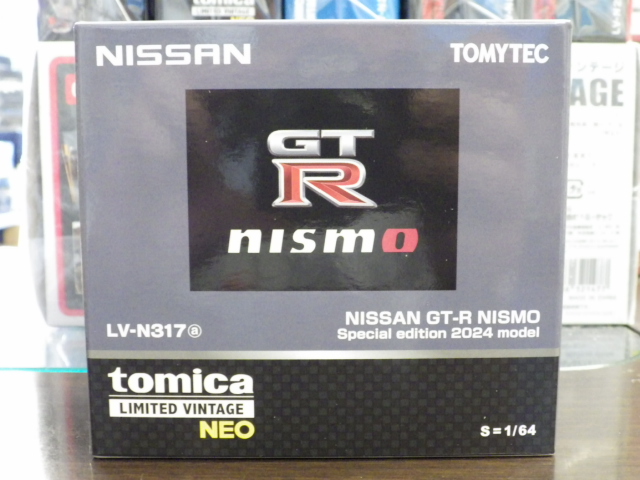 NISSAN
TOMYTEC
GT
R
nismo
LV-N317ⓐ
NISSAN GT-R NISMO
Special edition 2024 model
tomica
LIMITED VINTAGE
NEO
S=1/64